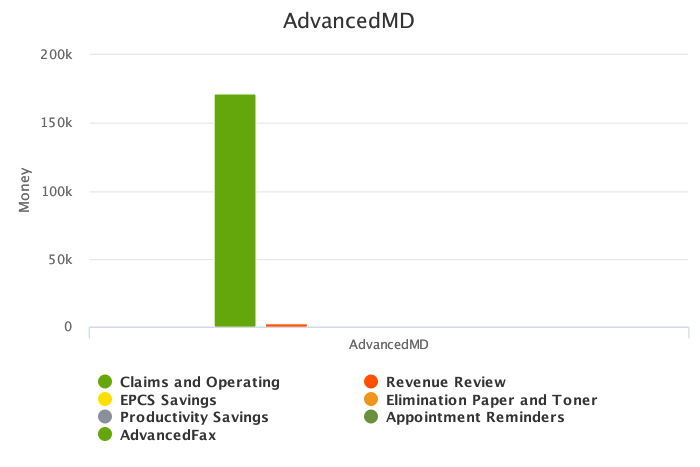 AdvancedMD
200k
150k
100k
50k
0
Money
AdvancedMD
Claims and Operating
Revenue Review
EPCS Savings
Elimination Paper and Toner
Productivity Savings
Appointment Reminders
AdvancedFax